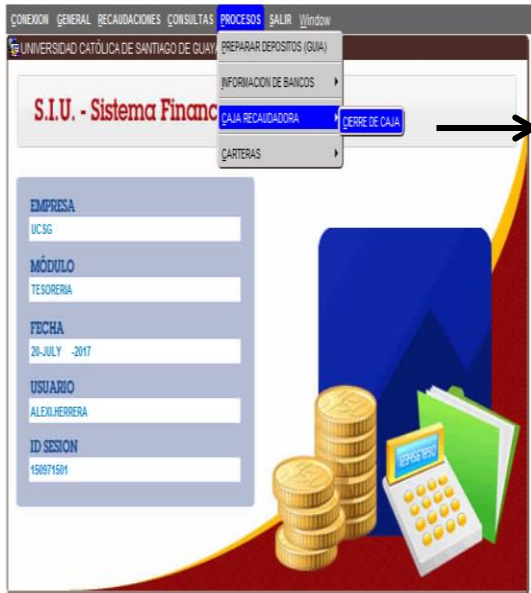 CONEXION GENERAL RECAUDACIONES CONSULTAS PROCESOS SALIR Window
UNIVERSIDAD CATÓLICA DE SANTIAGO DE GUAY
PREPARAR DEPOSITOS (GUIA)
INFORMACION DE BANCOS
CAJA RECAUDADORA
CIERRE DE CAJA
CARTERAS
S.I.U. - Sistema Financ
EMPRESA
UCSG
MÓDULO
TESORERIA
FECHA
20-JULY -2017
USUARIO
ALEXI.HERRERA
ID SESION
150971501